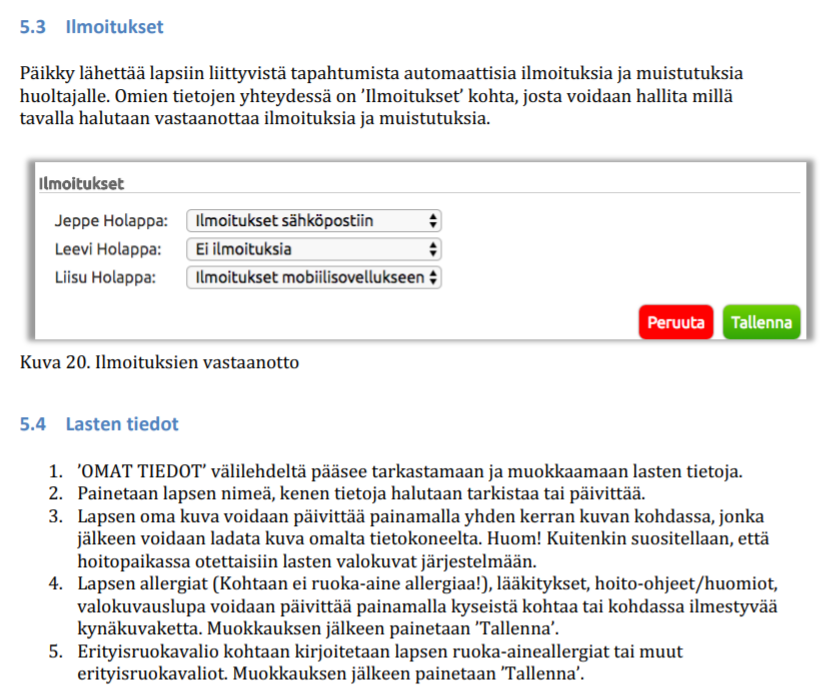 5.3 Ilmoitukset
Päikky lähettää lapsiin liittyvistä tapahtumista automaattisia ilmoituksia ja muistutuksia
huoltajalle. Omien tietojen yhteydessä on ’Ilmoitukset’ kohta, josta voidaan hallita millä
tavalla halutaan vastaanottaa ilmoituksia ja muistutuksia.
Ilmoitukset
Jeppe Holappa: Ilmoitukset sähköpostiin
Leevi Holappa: Ei ilmoituksia
Liisu Holappa: Ilmoitukset mobiilisovellukseen
Peruuta Tallenna
Kuva 20. Ilmoituksien vastaanotto
5.4 Lasten tiedot
1. ’OMAT TIEDOT’ välilehdeltä pääsee tarkastamaan ja muokkaamaan lasten tietoja.
2. Painetaan lapsen nimeä, kenen tietoja halutaan tarkistaa tai päivittää.
3. Lapsen oma kuva voidaan päivittää painamalla yhden kerran kuvan kohdassa, jonka
jälkeen voidaan ladata kuva omalta tietokoneelta. Huom! Kuitenkin suositellaan, että
hoitopaikassa otettaisiin lasten valokuvat järjestelmään.
4. Lapsen allergiat (Kohtaan ei ruoka-aine allergiaa!), lääkitykset, hoito-ohjeet/huomiot,
valokuvauslupa voidaan päivittää painamalla kyseistä kohtaa tai kohdassa ilmestyvää
kynäkuvaketta. Muokkauksen jälkeen painetaan ’Tallenna’.
5. Erityisruokavalio kohtaan kirjoitetaan lapsen ruoka-aineallergiat tai muut
erityisruokavaliot. Muokkauksen jälkeen painetaan ’Tallenna’.